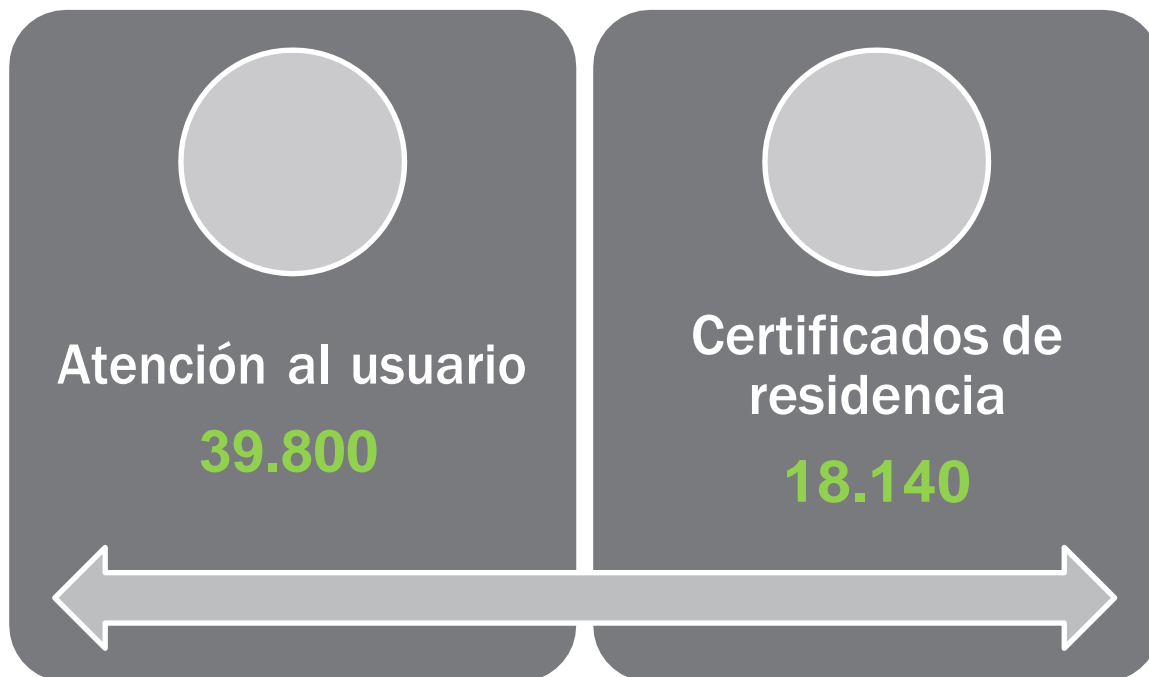 Atención al usuario
39.800
Certificados de
residencia
18.140